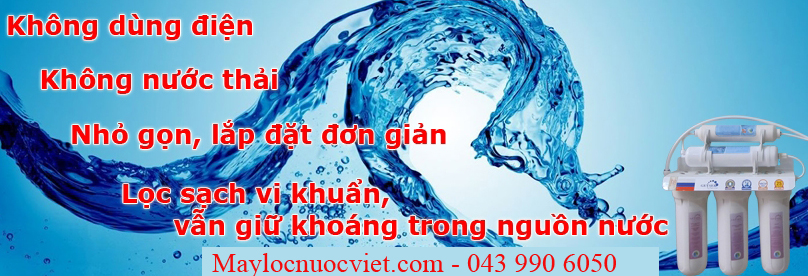 Không dùng điện
Không nước thải
Nhỏ gọn, lắp đặt đơn giản
Lọc sạch vi khuẩn,
vẫn giữ khoáng trong nguồn nước
Maylocnuocviet.com - 043 990 6050